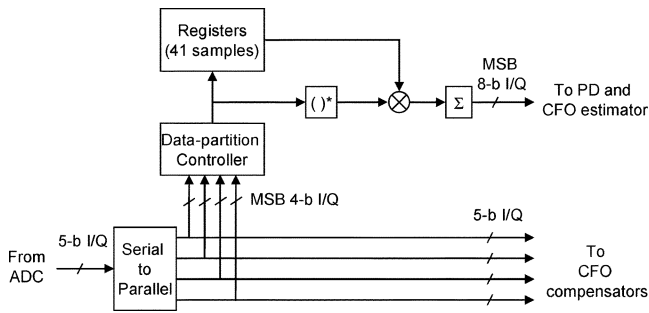 Registers
(41 samples)
MSB
8-b I/Q
To PD and
CFO estimator
( )*
Σ
Data-partition
Controller
MSB 4-b I/Q
5-b I/Q
5-b I/Q
From
ADC
Serial
to
Parallel
To
CFO
compensators